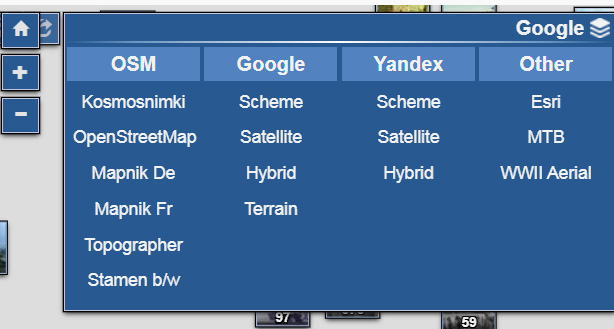 Google
OSM Google Yandex Other
Kosmosnimki Scheme Scheme Esri
OpenStreetMap Satellite Satellite MTB
Mapnik De Hybrid Hybrid WWII Aerial
Mapnik Fr Terrain
Topographer
Stamen b/w
97
59